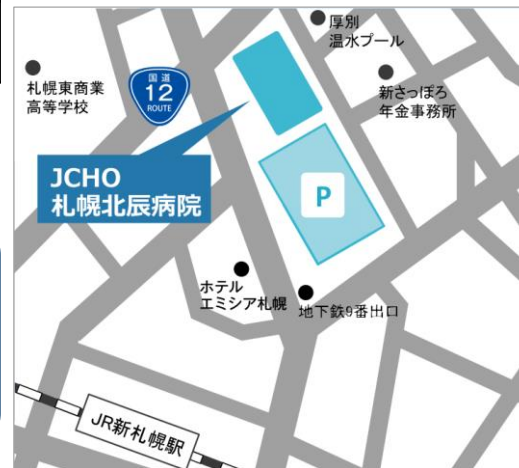 厚別
温水プール
札幌東商業
高等学校
国道
12
ROUTE
新さっぽろ
年金事務所
JCHO
札幌北辰病院
P
ホテル
エミシア札幌
地下鉄9番出口
JR新札幌駅